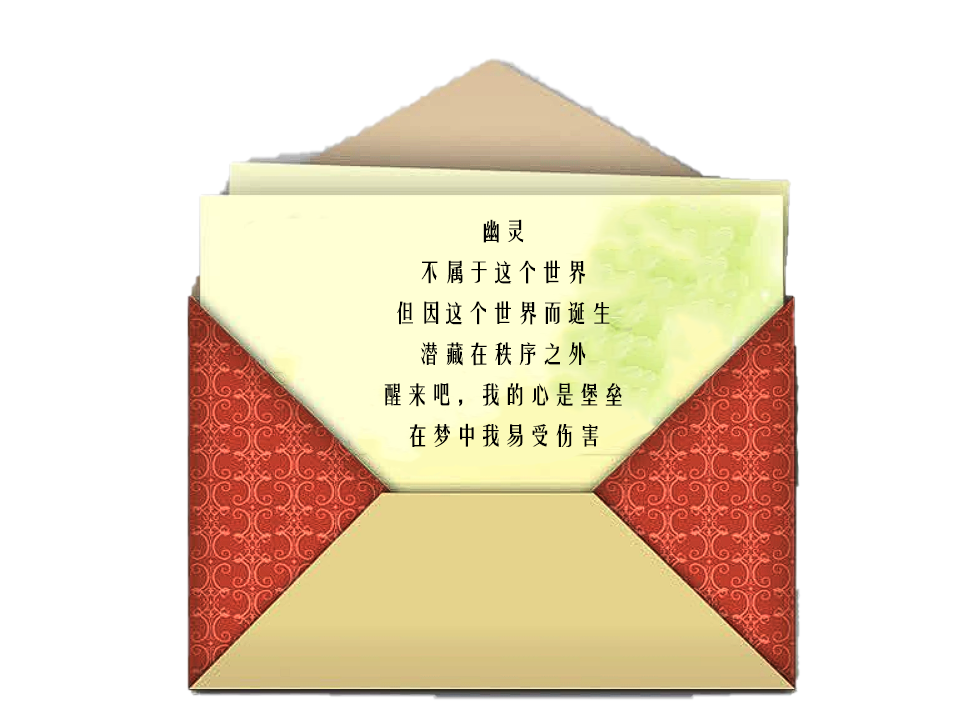 幽灵
不属于这个世界
但因这个世界而诞生
潜藏在秩序之外
醒来吧，我的心是堡垒
在梦中我易受伤害